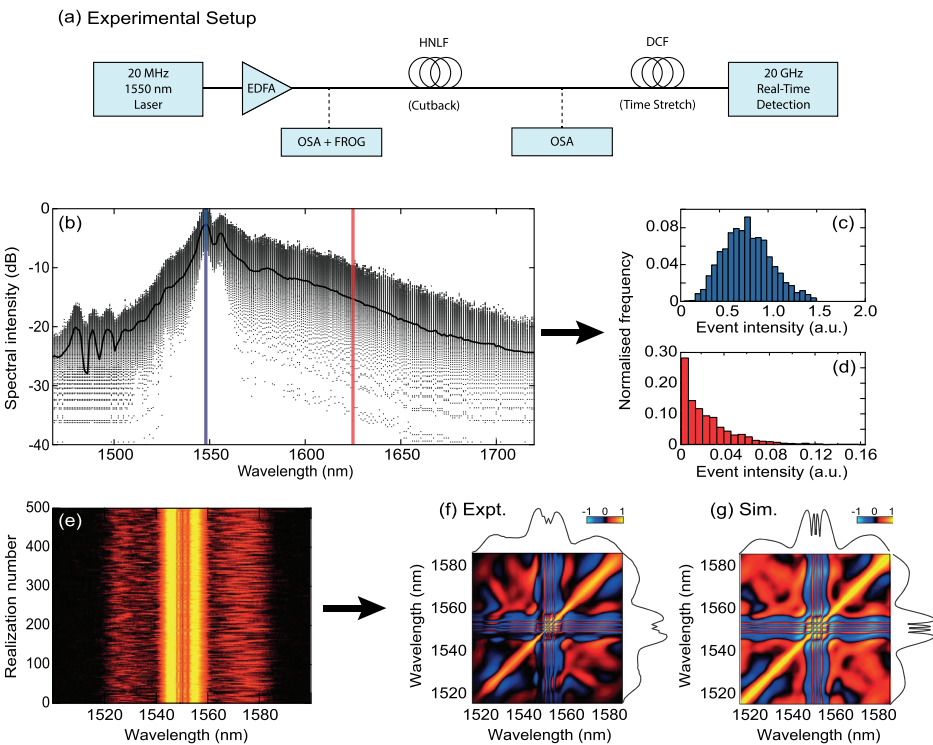 (a) Experimental Setup
HNLF
DCF
20 MHz
1550 nm
Laser
EDFA
(Cutback)
(Time Stretch)
20 GHz
Real-Time
Detection
OSA + FROG
OSA
(b)
Spectral intensity (dB)
0
-10
-20
-30
-40
1500 1550 1600 1650 1700
Wavelength (nm)
Normalised frequency
(c)
0.08
0.04
0
0 0.5 1.0 1.5 2.0
Event intensity (a.u.)
(d)
0.30
0.20
0.10
0
0 0.04 0.08 0.12 0.16
Event intensity (a.u.)
(e)
Realization number
500
400
300
200
100
0
1520 1540 1560 1580
Wavelength (nm)
(f) Expt.
-1 0 1
Wavelength (nm)
1580
1560
1540
1520
1520 1540 1560 1580
Wavelength (nm)
(g) Sim.
-1 0 1
Wavelength (nm)
1580
1560
1540
1520
1520 1540 1560 1580
Wavelength (nm)